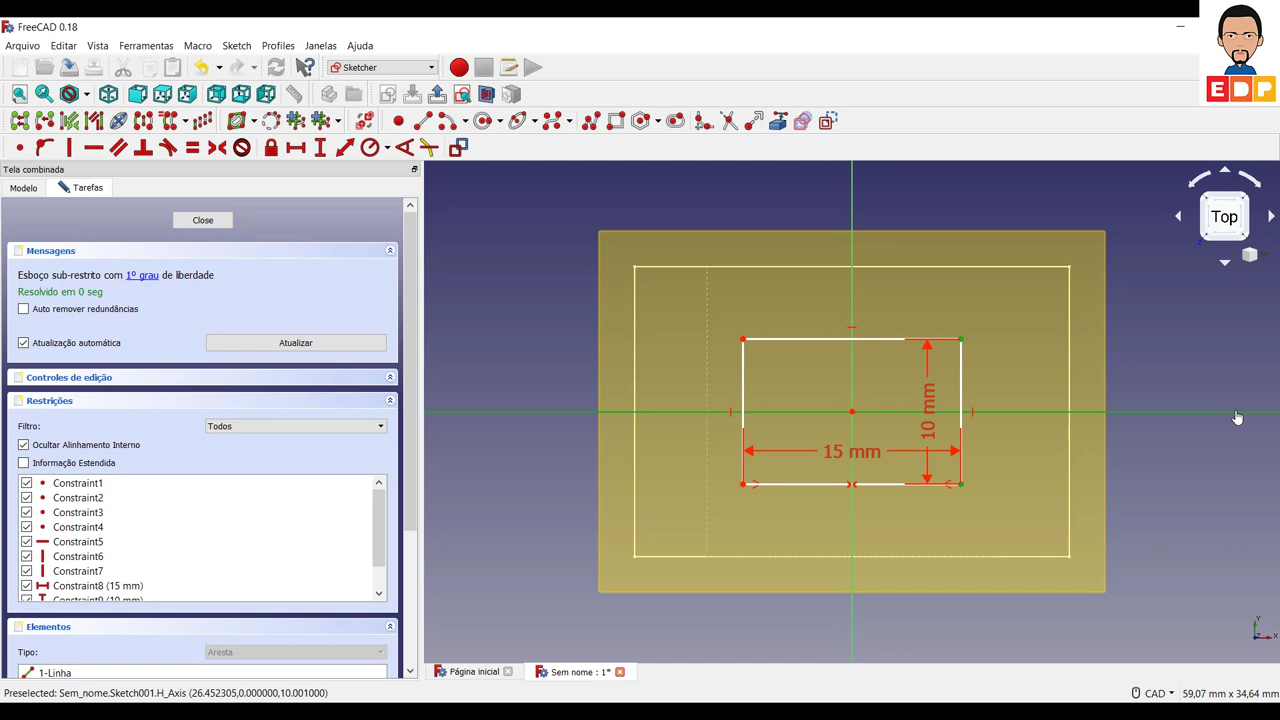 FreeCAD 0.18
Arquivo Editar Vista Ferramentas Macro Sketch Profiles Janelas Ajuda
Sketcher
EDP
Tela combinada
Modelo Tarefas
Close
Mensagens
Esboço sub-restrito com 1º grau de liberdade
Resolvido em 0 seg
Auto remover redundâncias
Atualização automática Atualizar
Controles de edição
Restrições
Filtro: Todos
Ocultar Alinhamento Interno
Informação Estendida
Constraint1
Constraint2
Constraint3
Constraint4
Constraint5
Constraint6
Constraint7
Constraint8 (15 mm)
Constraint9 (10 mm)
Elementos
Tipo: Aresta
1-Linha
Top
10 mm
15 mm
Y
Z X
Página inicial Sem nome : 1*
Preselected: Sem_nome.Sketch001.H_Axis (26.452305,0.000000,10.001000) CAD 59,07 mm x 34,64 mm